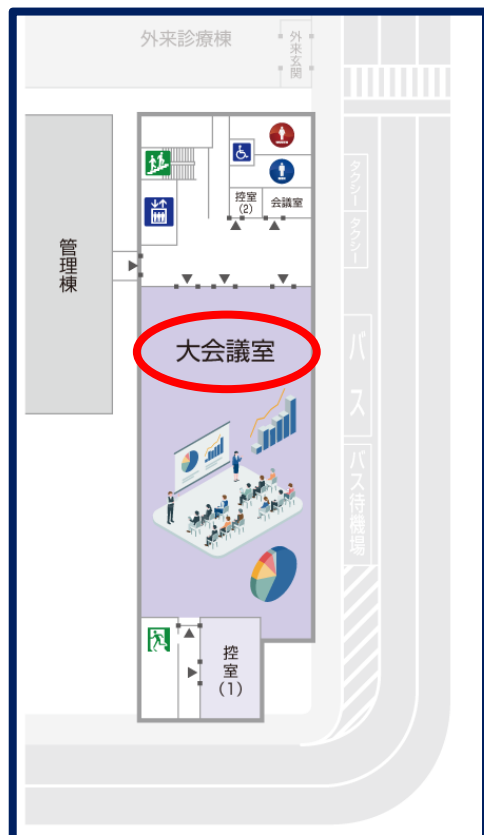 外来診療棟
外来玄関
タクシー
タクシー
控室
(2)
会議室
管理棟
大会議室
バス
バス待機場
控室
(1)